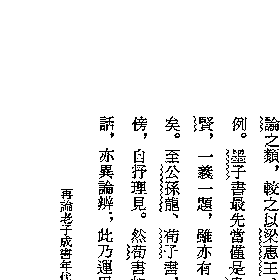 論之類，較之以梁惠王
例。墨子書最先當僅是
賢，一義一題，雖亦有
矣。至公孫龍、荀子書，
傍，自抒理見。然荀書
話，亦異論辨；此乃運
再論老子成書年代